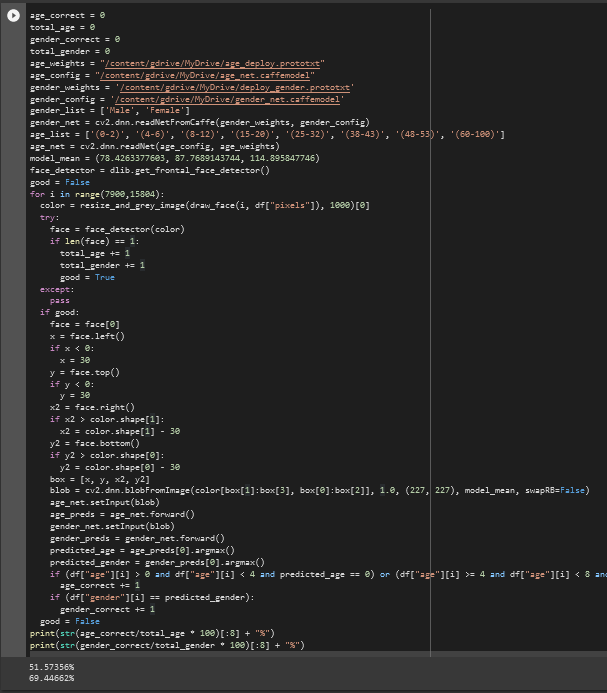 age_correct = 0
total_age = 0
gender_correct = 0
total_gender = 0
age_weights = "/content/gdrive/MyDrive/age_deploy.prototxt"
age_config = "/content/gdrive/MyDrive/age_net.caffemodel"
gender_weights = '/content/gdrive/MyDrive/deploy_gender.prototxt'
gender_config = '/content/gdrive/MyDrive/gender_net.caffemodel'
gender_list = ['Male', 'Female']
gender_net = cv2.dnn.readNetFromCaffe(gender_weights, gender_config)
age_list = ['(0-2)', '(4-6)', '(8-12)', '(15-20)', '(25-32)', '(38-43)', '(48-53)', '(60-100)']
age_net = cv2.dnn.readNet(age_config, age_weights)
model_mean = (78.4263377603, 87.7689143744, 114.895847746)
face_detector = dlib.get_frontal_face_detector()
good = False
for i in range(7900,15804):
  color = resize_and_grey_image(draw_face(i, df["pixels"]), 1000)[0]
  try:
    face = face_detector(color)
    if len(face) == 1:
      total_age += 1
      total_gender += 1
      good = True
  except:
    pass
  if good:
    face = face[0]
    x = face.left()
    if x < 0:
      x = 30
    y = face.top()
    if y < 0:
      y = 30
    x2 = face.right()
    if x2 > color.shape[1]:
      x2 = color.shape[1] - 30
    y2 = face.bottom()
    if y2 > color.shape[0]:
      y2 = color.shape[0] - 30
    box = [x, y, x2, y2]
    blob = cv2.dnn.blobFromImage(color[box[1]:box[3], box[0]:box[2]], 1.0, (227, 227), model_mean, swapRB=False)
    age_net.setInput(blob)
    age_preds = age_net.forward()
    gender_net.setInput(blob)
    gender_preds = gender_net.forward()
    predicted_age = age_preds[0].argmax()
    predicted_gender = gender_preds[0].argmax()
    if (df["age"][i] > 0 and df["age"][i] < 4 and predicted_age == 0) or (df["age"][i] >= 4 and df["age"][i] < 8 an
      age_correct += 1
    if (df["gender"][i] == predicted_gender):
      gender_correct += 1
  good = False
print(str(age_correct/total_age * 100)[:8] + "%")
print(str(gender_correct/total_gender * 100)[:8] + "%")
51.57356%
69.44662%